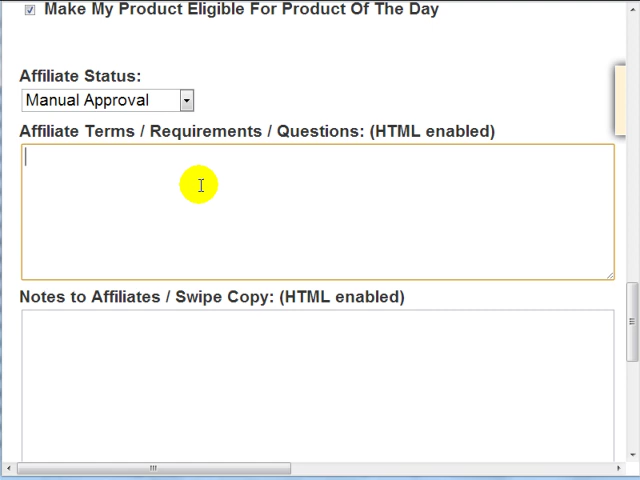 Make My Product Eligible For Product Of The Day
Affiliate Status:
Manual Approval
Affiliate Terms / Requirements / Questions: (HTML enabled)
Notes to Affiliates / Swipe Copy: (HTML enabled)